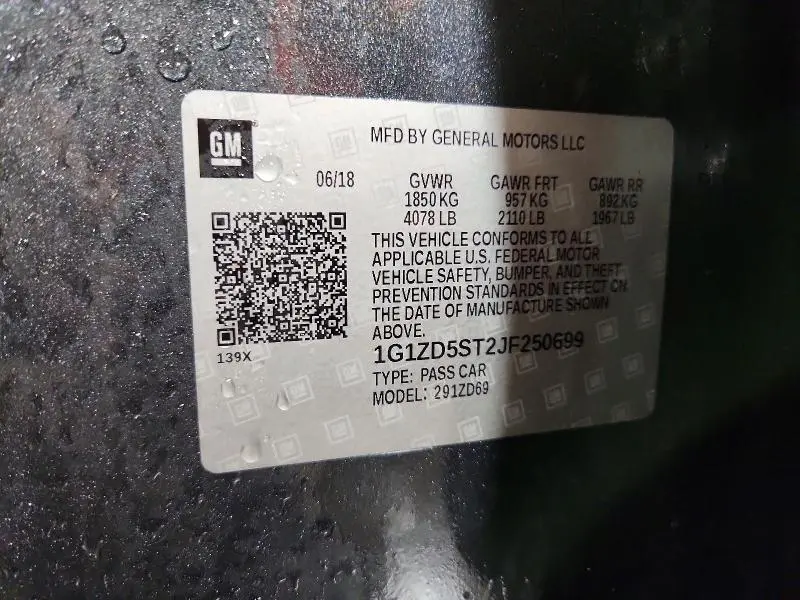 GM
MFD BY GENERAL MOTORS LLC
06/18 GVWR GAWR FRT GAWR RR
1850 KG 957 KG 892 KG
4078 LB 2110 LB 1967 LB
THIS VEHICLE CONFORMS TO ALL
APPLICABLE U.S. FEDERAL MOTOR
VEHICLE SAFETY, BUMPER, AND THEFT
PREVENTION STANDARDS IN EFFECT ON
THE DATE OF MANUFACTURE SHOWN
ABOVE.
139X
1G1ZD5ST2JF250699
TYPE: PASS CAR
MODEL: 291ZD69